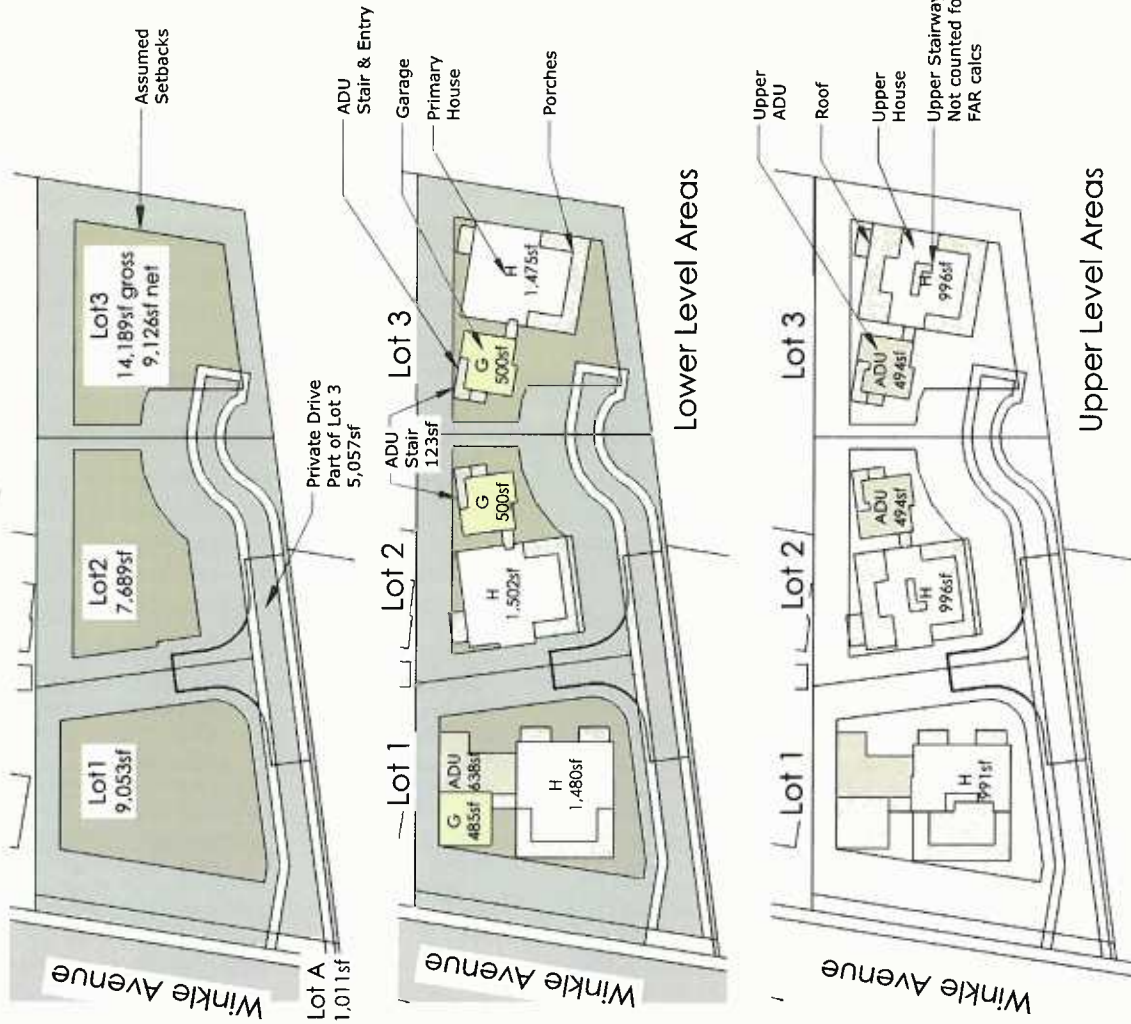 Assumed
Setbacks
Lot3
14,189sf gross
9,126sf net
Lot2
7,689sf
Private Drive
Part of Lot 3
5,057sf
Lot1
9,053sf
Lot A
1,011sf
Winkle Avenue
ADU
Stair & Entry
Garage
Primary
House
Porches
Lot 3
H
1,475sf
G
500sf
ADU
Stair
123sf
Lot 2
G
500sf
H
1,502sf
Lot 1
ADU
638sf
G
485sf
H
1,480sf
Winkle Avenue
Lower Level Areas
Upper
ADU
Roof
Upper
House
Upper Stairway
Not counted fo
FAR calcs
Lot 3
H
996sf
ADU
494sf
Lot 2
ADU
494sf
H
996sf
Lot 1
H
991sf
Winkle Avenue
Upper Level Areas